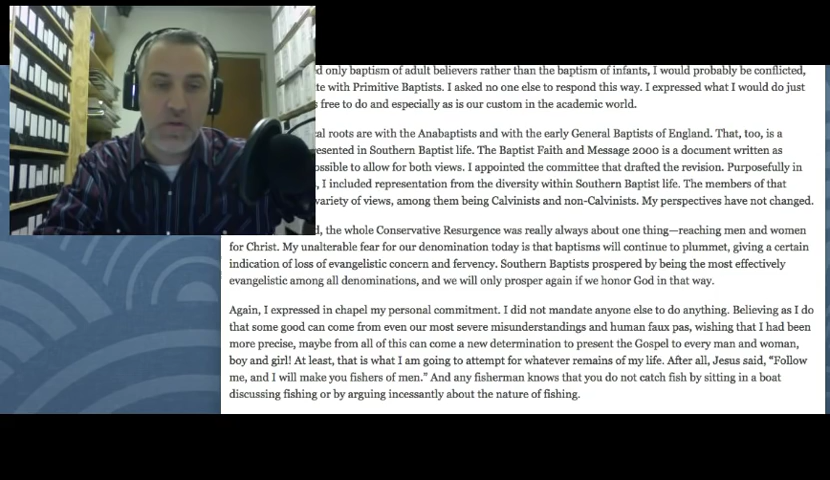 d only baptism of adult believers rather than the baptism of infants, I would probably be conflicted,
te with Primitive Baptists. I asked no one else to respond this way. I expressed what I would do just
s free to do and especially as is our custom in the academic world.
cal roots are with the Anabaptists and with the early General Baptists of England. That, too, is a
resented in Southern Baptist life. The Baptist Faith and Message 2000 is a document written as
ossible to allow for both views. I appointed the committee that drafted the revision. Purposefully in
, I included representation from the diversity within Southern Baptist life. The members of that
variety of views, among them being Calvinists and non-Calvinists. My perspectives have not changed.
d, the whole Conservative Resurgence was really always about one thing—reaching men and women
for Christ. My unalterable fear for our denomination today is that baptisms will continue to plummet, giving a certain
indication of loss of evangelistic concern and fervency. Southern Baptists prospered by being the most effectively
evangelistic among all denominations, and we will only prosper again if we honor God in that way.
Again, I expressed in chapel my personal commitment. I did not mandate anyone else to do anything. Believing as I do
that some good can come from even our most severe misunderstandings and human faux pas, wishing that I had been
more precise, maybe from all of this can come a new determination to present the Gospel to every man and woman,
boy and girl! At least, that is what I am going to attempt for whatever remains of my life. After all, Jesus said, “Follow
me, and I will make you fishers of men.” And any fisherman knows that you do not catch fish by sitting in a boat
discussing fishing or by arguing incessantly about the nature of fishing.